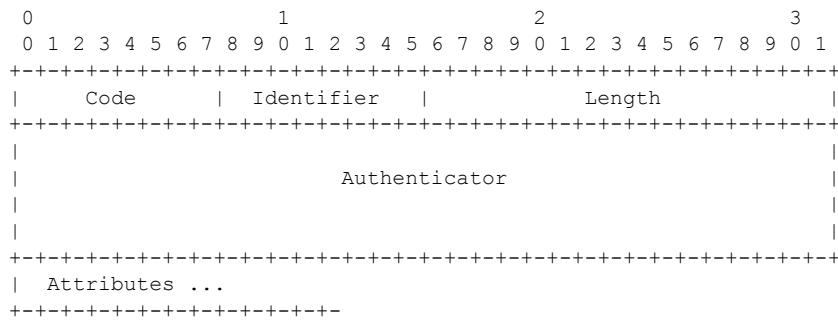 0                   1                   2                   3
 0 1 2 3 4 5 6 7 8 9 0 1 2 3 4 5 6 7 8 9 0 1 2 3 4 5 6 7 8 9 0 1
+-+-+-+-+-+-+-+-+-+-+-+-+-+-+-+-+-+-+-+-+-+-+-+-+-+-+-+-+-+-+-+-+
|     Code      |  Identifier   |            Length             |
+-+-+-+-+-+-+-+-+-+-+-+-+-+-+-+-+-+-+-+-+-+-+-+-+-+-+-+-+-+-+-+-+
|                                                               |
|                         Authenticator                         |
|                                                               |
|                                                               |
+-+-+-+-+-+-+-+-+-+-+-+-+-+-+-+-+-+-+-+-+-+-+-+-+-+-+-+-+-+-+-+-+
|  Attributes ...
+-+-+-+-+-+-+-+-+-+-+-+-+-